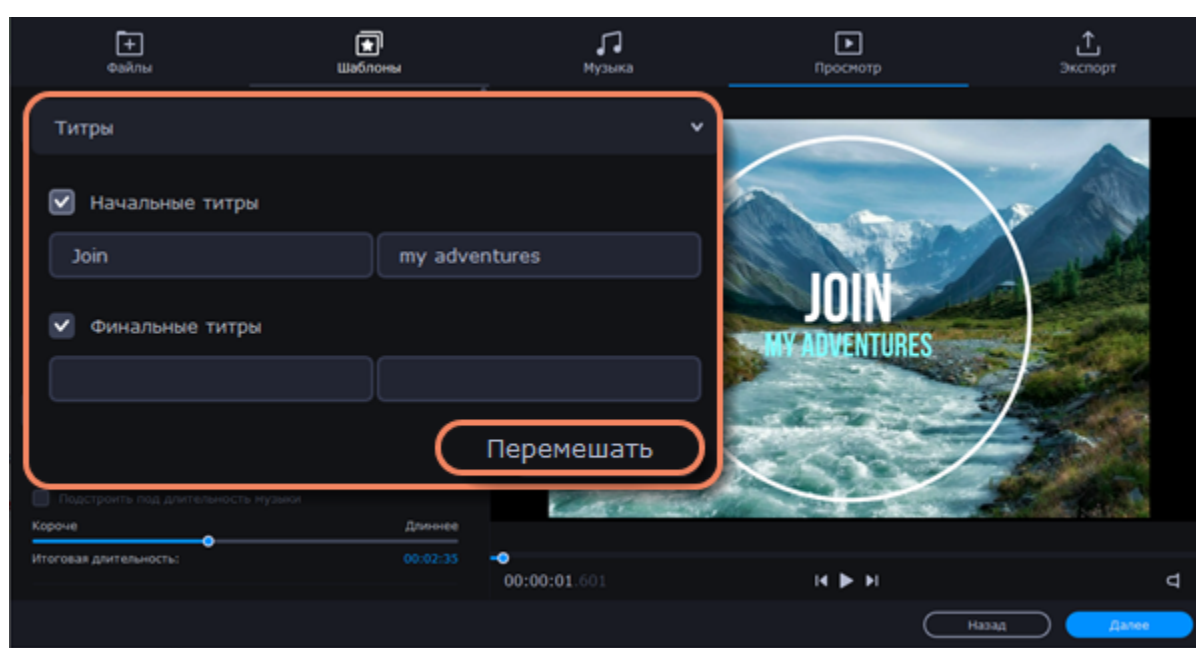 Файлы
Шаблоны
Музыка
Просмотр
Экспорт
Титры
Начальные титры
Join
my adventures
Финальные титры
Перемешать
JOIN
MY ADVENTURES
Подстроить под длительность музыки
Короче Длиннее
Итоговая длительность: 00:02:35
00:00:01.601
Назад
Далее